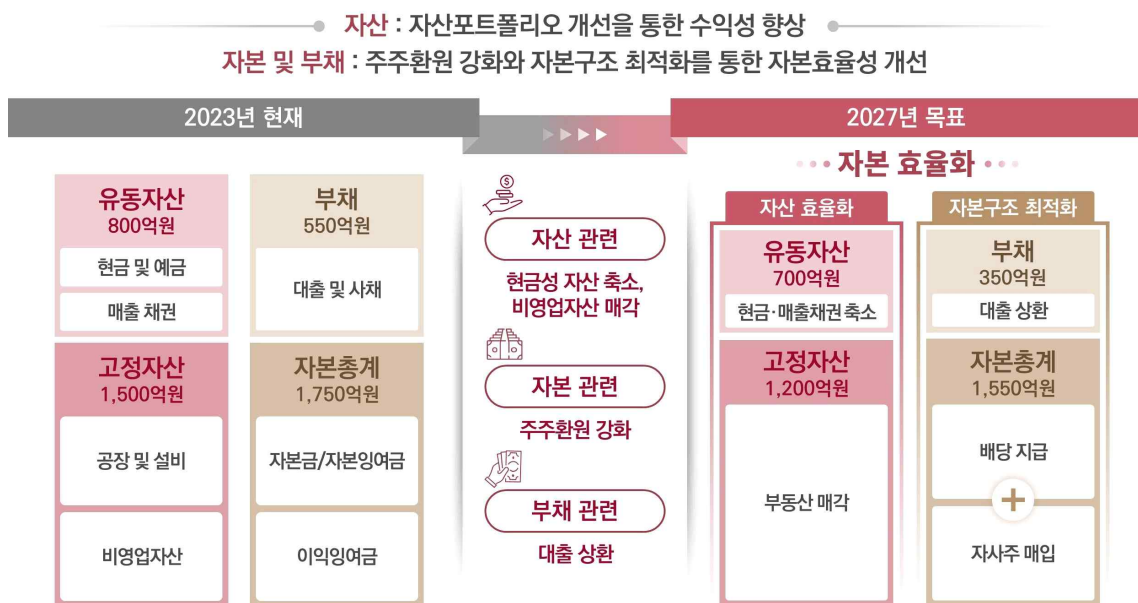 자산 : 자산포트폴리오 개선을 통한 수익성 향상
자본 및 부채 : 주주환원 강화와 자본구조 최적화를 통한 자본효율성 개선
2023년 현재
2027년 목표
유동자산
800억원
현금 및 예금
매출 채권
부채
550억원
대출 및 사채
고정자산
1,500억원
공장 및 설비
비영업자산
자본총계
1,750억원
자본금/자본잉여금
이익잉여금
$
자산 관련
현금성 자산 축소,
비영업자산 매각
자본 관련
주주환원 강화
부채 관련
대출 상환
자본 효율화
자산 효율화
유동자산
700억원
현금·매출채권 축소
고정자산
1,200억원
부동산 매각
자본구조 최적화
부채
350억원
대출 상환
자본총계
1,550억원
배당 지급
+
자사주 매입